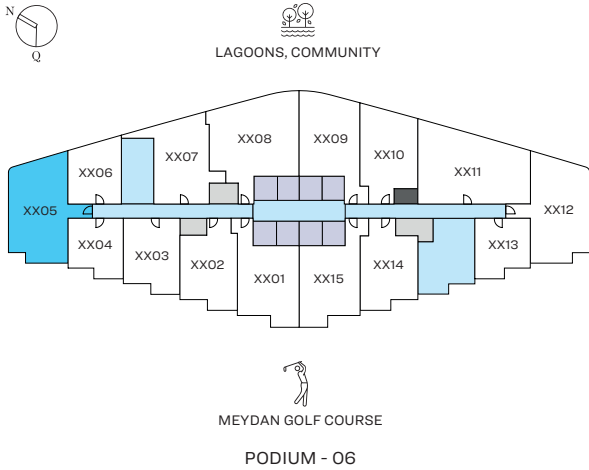 N
Q
LAGOONS, COMMUNITY
XX08
XX09
XX07
XX10
XX06
XX11
XX05
XX12
XX04
XX03
XX02
XX01
XX15
XX14
XX13
MEYDAN GOLF COURSE
PODIUM - 06